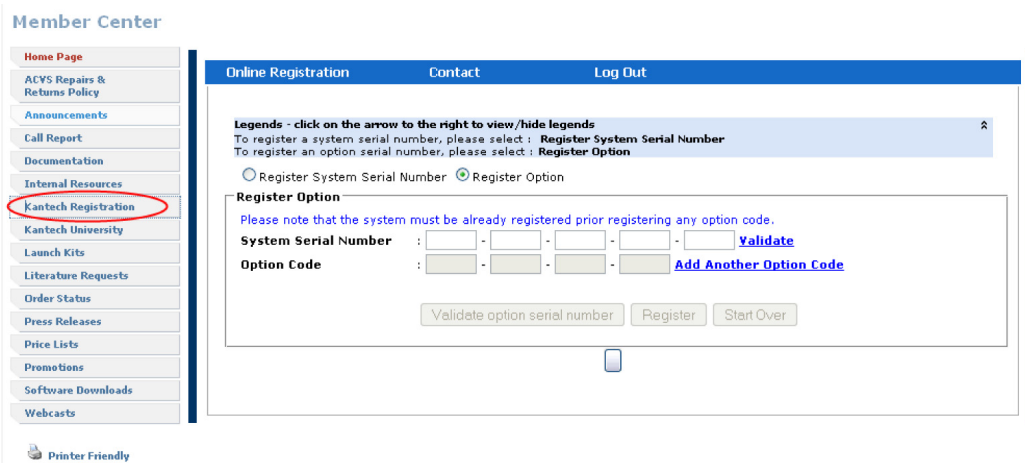 Member Center
Home Page
ACVS Repairs &
Returns Policy
Announcements
Call Report
Documentation
Internal Resources
Kantech Registration
Kantech University
Launch Kits
Literature Requests
Order Status
Press Releases
Price Lists
Promotions
Software Downloads
Webcasts
Printer Friendly
Online Registration Contact Log Out
Legends - click on the arrow to the right to view/hide legends
To register a system serial number, please select : Register System Serial Number
To register an option serial number, please select : Register Option
Register System Serial Number Register Option
Register Option
Please note that the system must be already registered prior registering any option code.
System Serial Number : - - - - Validate
Option Code : - - - Add Another Option Code
Validate option serial number Register Start Over